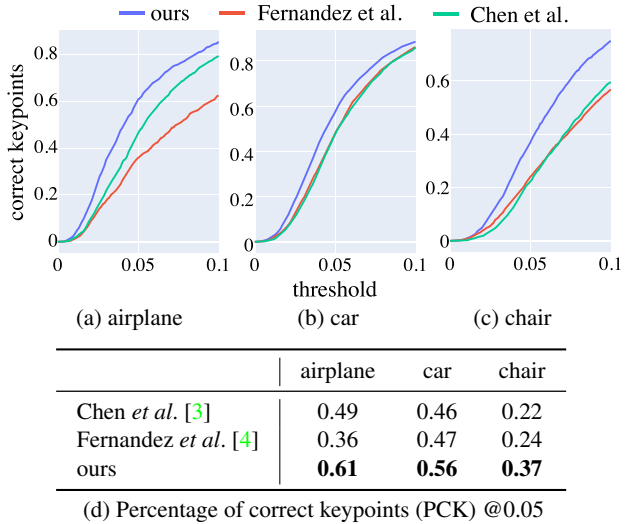 ours Fernandez et al. Chen et al.
correct keypoints
0.8
0.6
0.4
0.2
0
0 0.05 0.1
0.8
0.6
0.4
0.2
0
0 0.05 0.1
0.6
0.4
0.2
0
0 0.05 0.1
threshold
(a) airplane (b) car (c) chair
airplane car chair
Chen et al. [3] 0.49 0.46 0.22
Fernandez et al. [4] 0.36 0.47 0.24
ours 0.61 0.56 0.37
(d) Percentage of correct keypoints (PCK) @0.05